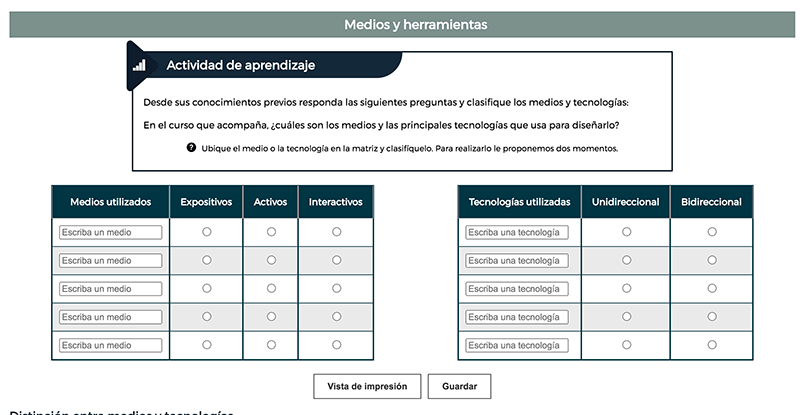 Medios y herramientas
Actividad de aprendizaje
Desde sus conocimientos previos responda las siguientes preguntas y clasifique los medios y tecnologías:
En el curso que acompaña, ¿cuáles son los medios y las principales tecnologías que usa para diseñarlo?
? Ubique el medio o la tecnología en la matriz y clasifíquelo. Para realizarlo le proponemos dos momentos.
Medios utilizados Expositivos Activos Interactivos
Escriba un medio
Escriba un medio
Escriba un medio
Escriba un medio
Escriba un medio
Tecnologías utilizadas Unidireccional Bidireccional
Escriba una tecnología
Escriba una tecnología
Escriba una tecnología
Escriba una tecnología
Escriba una tecnología
Vista de impresión Guardar
Distinción entre medios y tecnologías